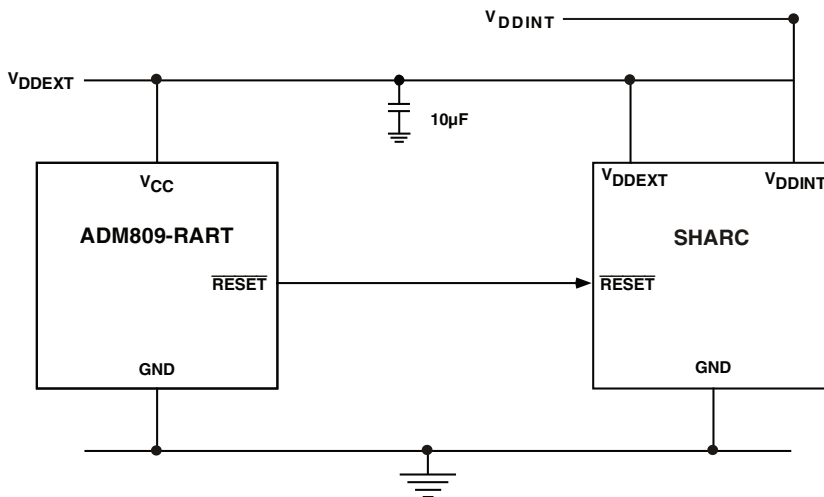 VDDINT
VDDEXT
10µF
VCC
VDDEXT
VDDINT
ADM809-RART
SHARC
RESET
RESET
GND
GND